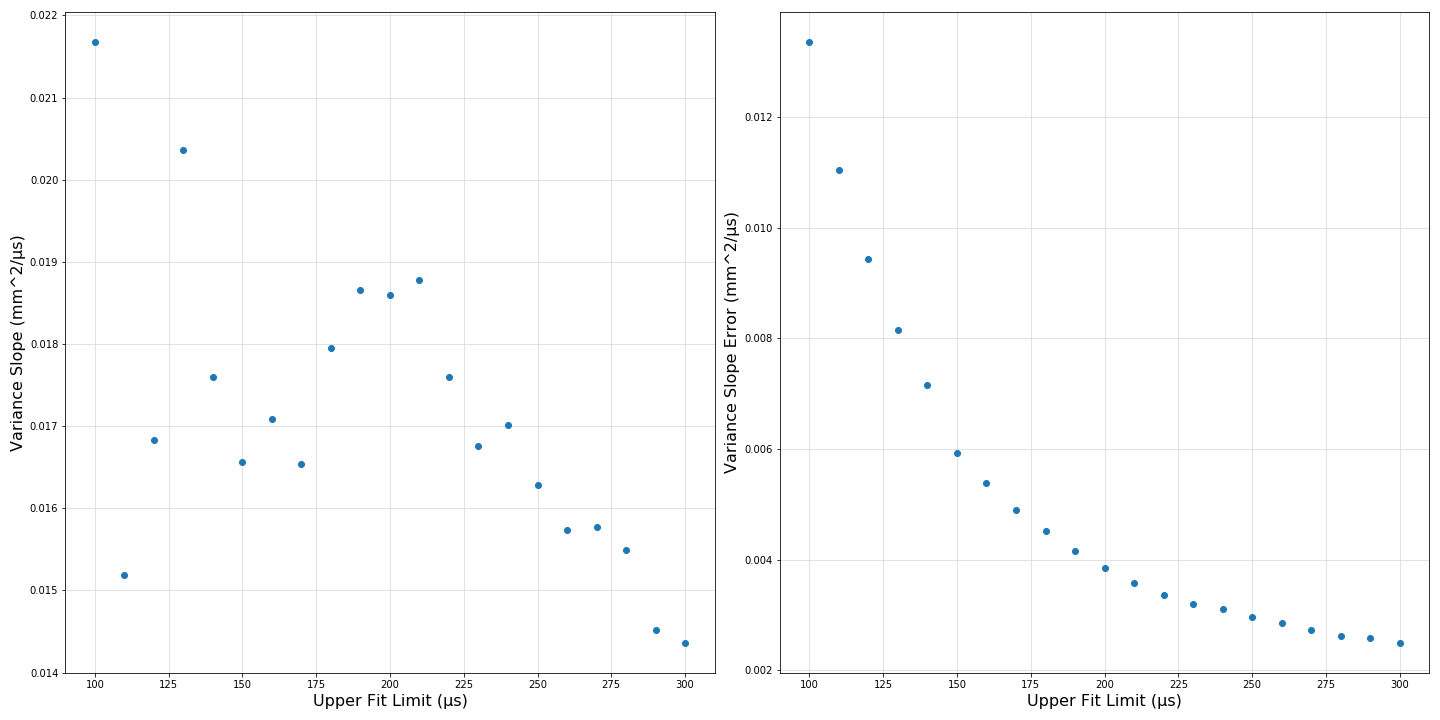 0.022
0.021
0.020
0.019
0.018
0.017
0.016
0.015
0.014
Variance Slope (mm^2/µs)
100 125 150 175 200 225 250 275 300
Upper Fit Limit (µs)
0.012
0.010
0.008
0.006
0.004
0.002
Variance Slope Error (mm^2/µs)
100 125 150 175 200 225 250 275 300
Upper Fit Limit (µs)